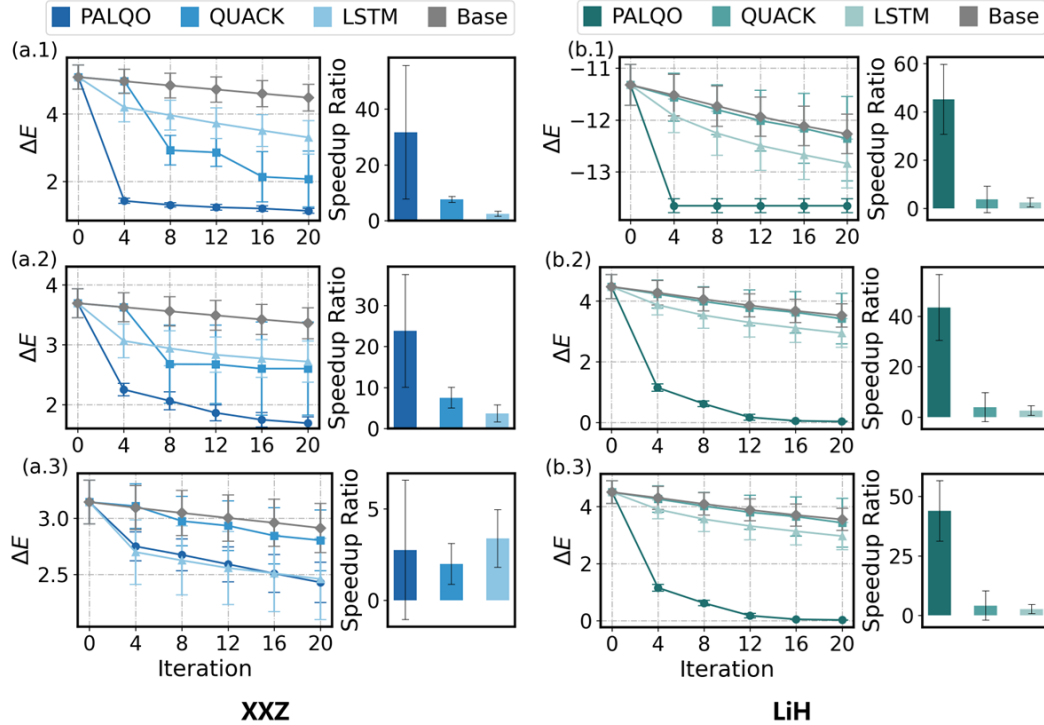 PALQO QUACK LSTM Base
PALQO QUACK LSTM Base
(a.1)
ΔE
4
2
0 4 8 12 16 20
Speedup Ratio
40
20
0
(b.1)
ΔE
−11
−12
−13
0 4 8 12 16 20
Speedup Ratio
60
40
20
0
(a.2)
ΔE
4
3
2
0 4 8 12 16 20
Speedup Ratio
30
20
10
0
(b.2)
ΔE
4
2
0
0 4 8 12 16 20
Speedup Ratio
40
20
0
(a.3)
ΔE
3.0
2.5
0 4 8 12 16 20
Iteration
Speedup Ratio
5
0
(b.3)
ΔE
4
2
0
0 4 8 12 16 20
Iteration
Speedup Ratio
50
25
0
XXZ
LiH